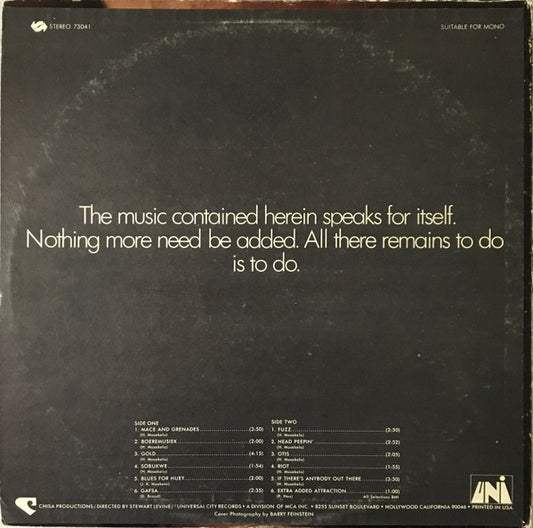 STEREO 73041
SUITABLE FOR MONO
The music contained herein speaks for itself.
Nothing more need be added. All there remains to do
is to do.
SIDE ONE
1. MACE AND GRENADES (3:50)
(H. Masekela)
2. BOEREMUSIEK (2:00)
(H. Masekela)
3. GOLD (4:15)
(H. Masekela)
4. SOBUKWE (1:54)
(H. Masekela)
5. BLUES FOR HUEY (2:00)
(J. K. Masekela)
6. GAFSA (2:35)
SIDE TWO
1. FUZZ (2:50)
(H. Masekela)
2. HEAD PEEPIN' (2:52)
(H. Masekela)
3. OTIS (2:05)
(H. Masekela)
4. RIOT (1:55)
(H. Masekela)
5. IF THERE'S ANYBODY OUT THERE (3:30)
(H. Masekela)
6. EXTRA ADDED ATTRACTION (1:00)
All Selections BMI
CHISA PRODUCTIONS/DIRECTED BY STEWART LEVINE/UNIVERSAL CITY RECORDS • A DIVISION OF MCA INC. • 8255 SUNSET BOULEVARD • HOLLYWOOD CALIFORNIA 90046 • PRINTED IN USA
Cover Photography by BARRY FEINSTEIN
UNI